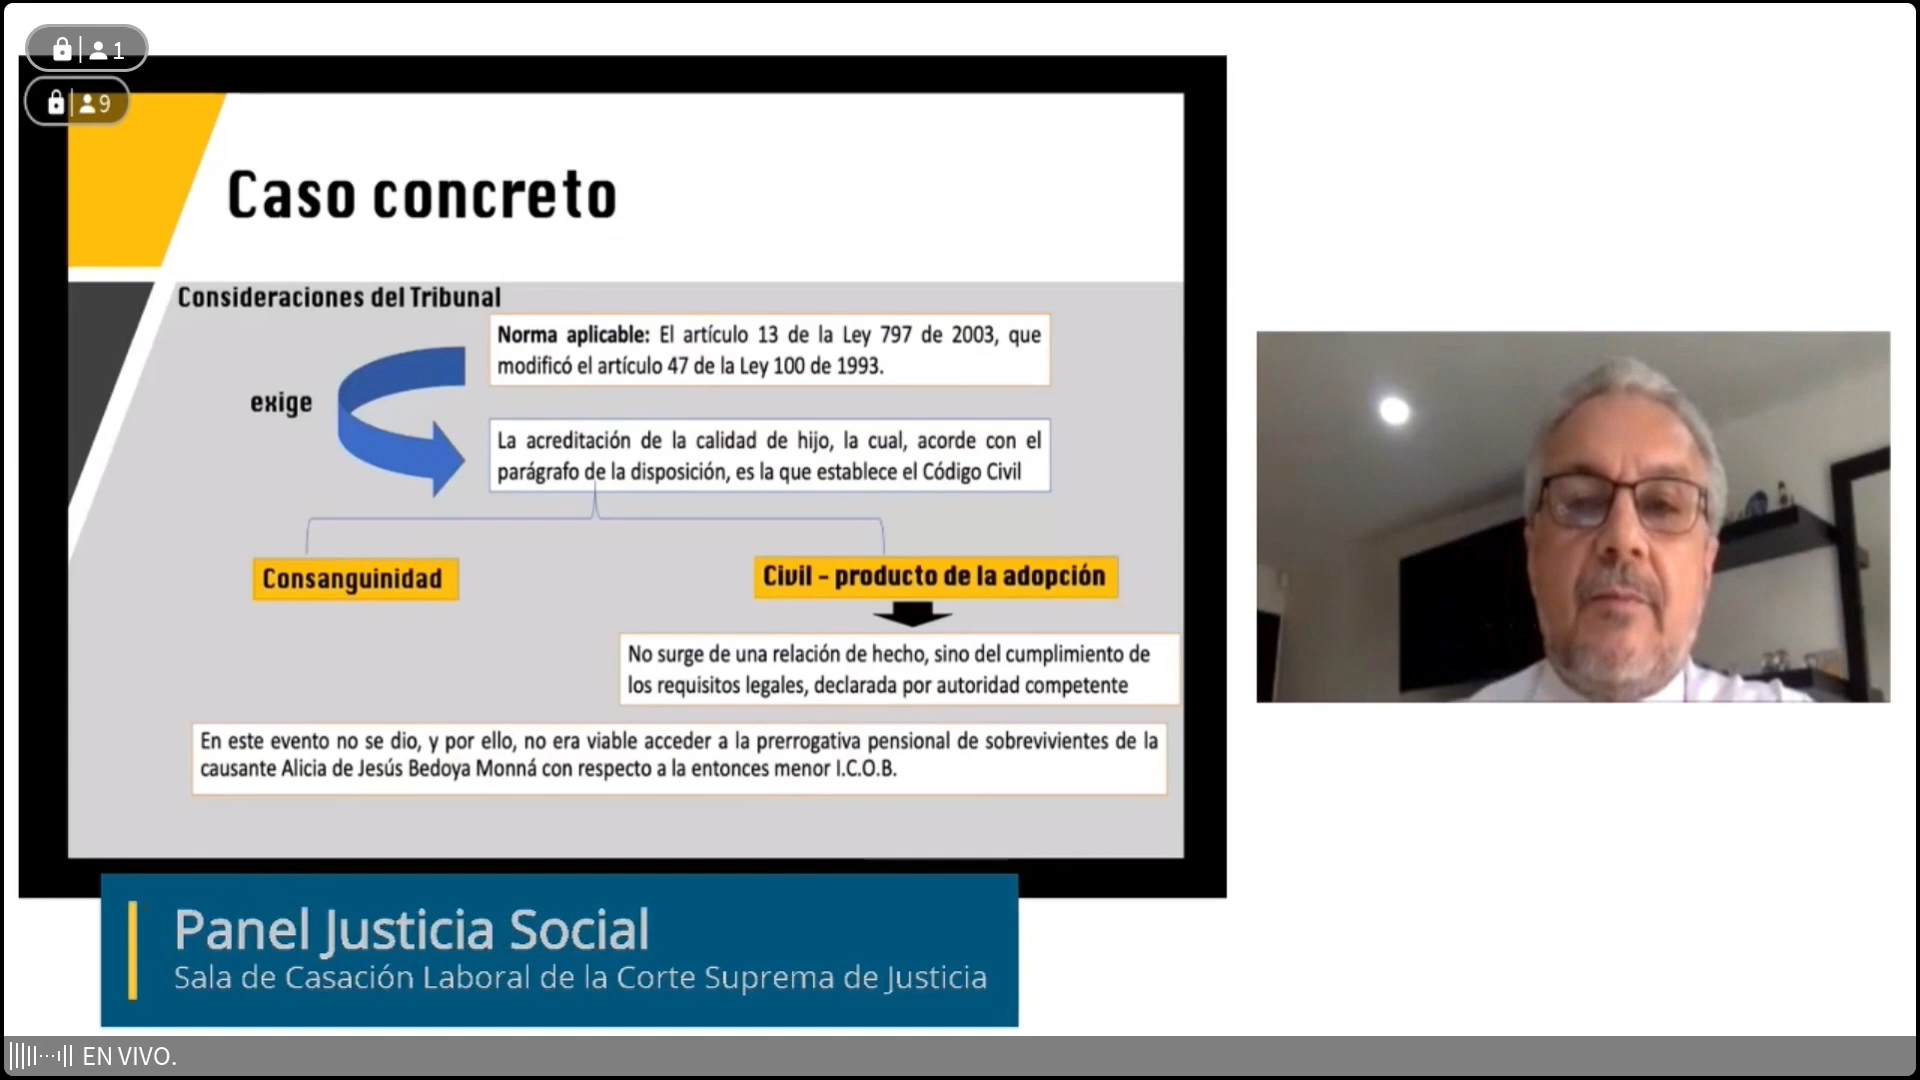 1
9
Caso concreto
Consideraciones del Tribunal
Norma aplicable: El artículo 13 de la Ley 797 de 2003, que
modificó el artículo 47 de la Ley 100 de 1993.
exige
La acreditación de la calidad de hijo, la cual, acorde con el
parágrafo de la disposición, es la que establece el Código Civil
Consanguinidad
Civil - producto de la adopción
No surge de una relación de hecho, sino del cumplimiento de
los requisitos legales, declarada por autoridad competente
En este evento no se dio, y por ello, no era viable acceder a la prerrogativa pensional de sobrevivientes de la
causante Alicia de Jesús Bedoya Monná con respecto a la entonces menor I.C.O.B.
Panel Justicia Social
Sala de Casación Laboral de la Corte Suprema de Justicia
EN VIVO.